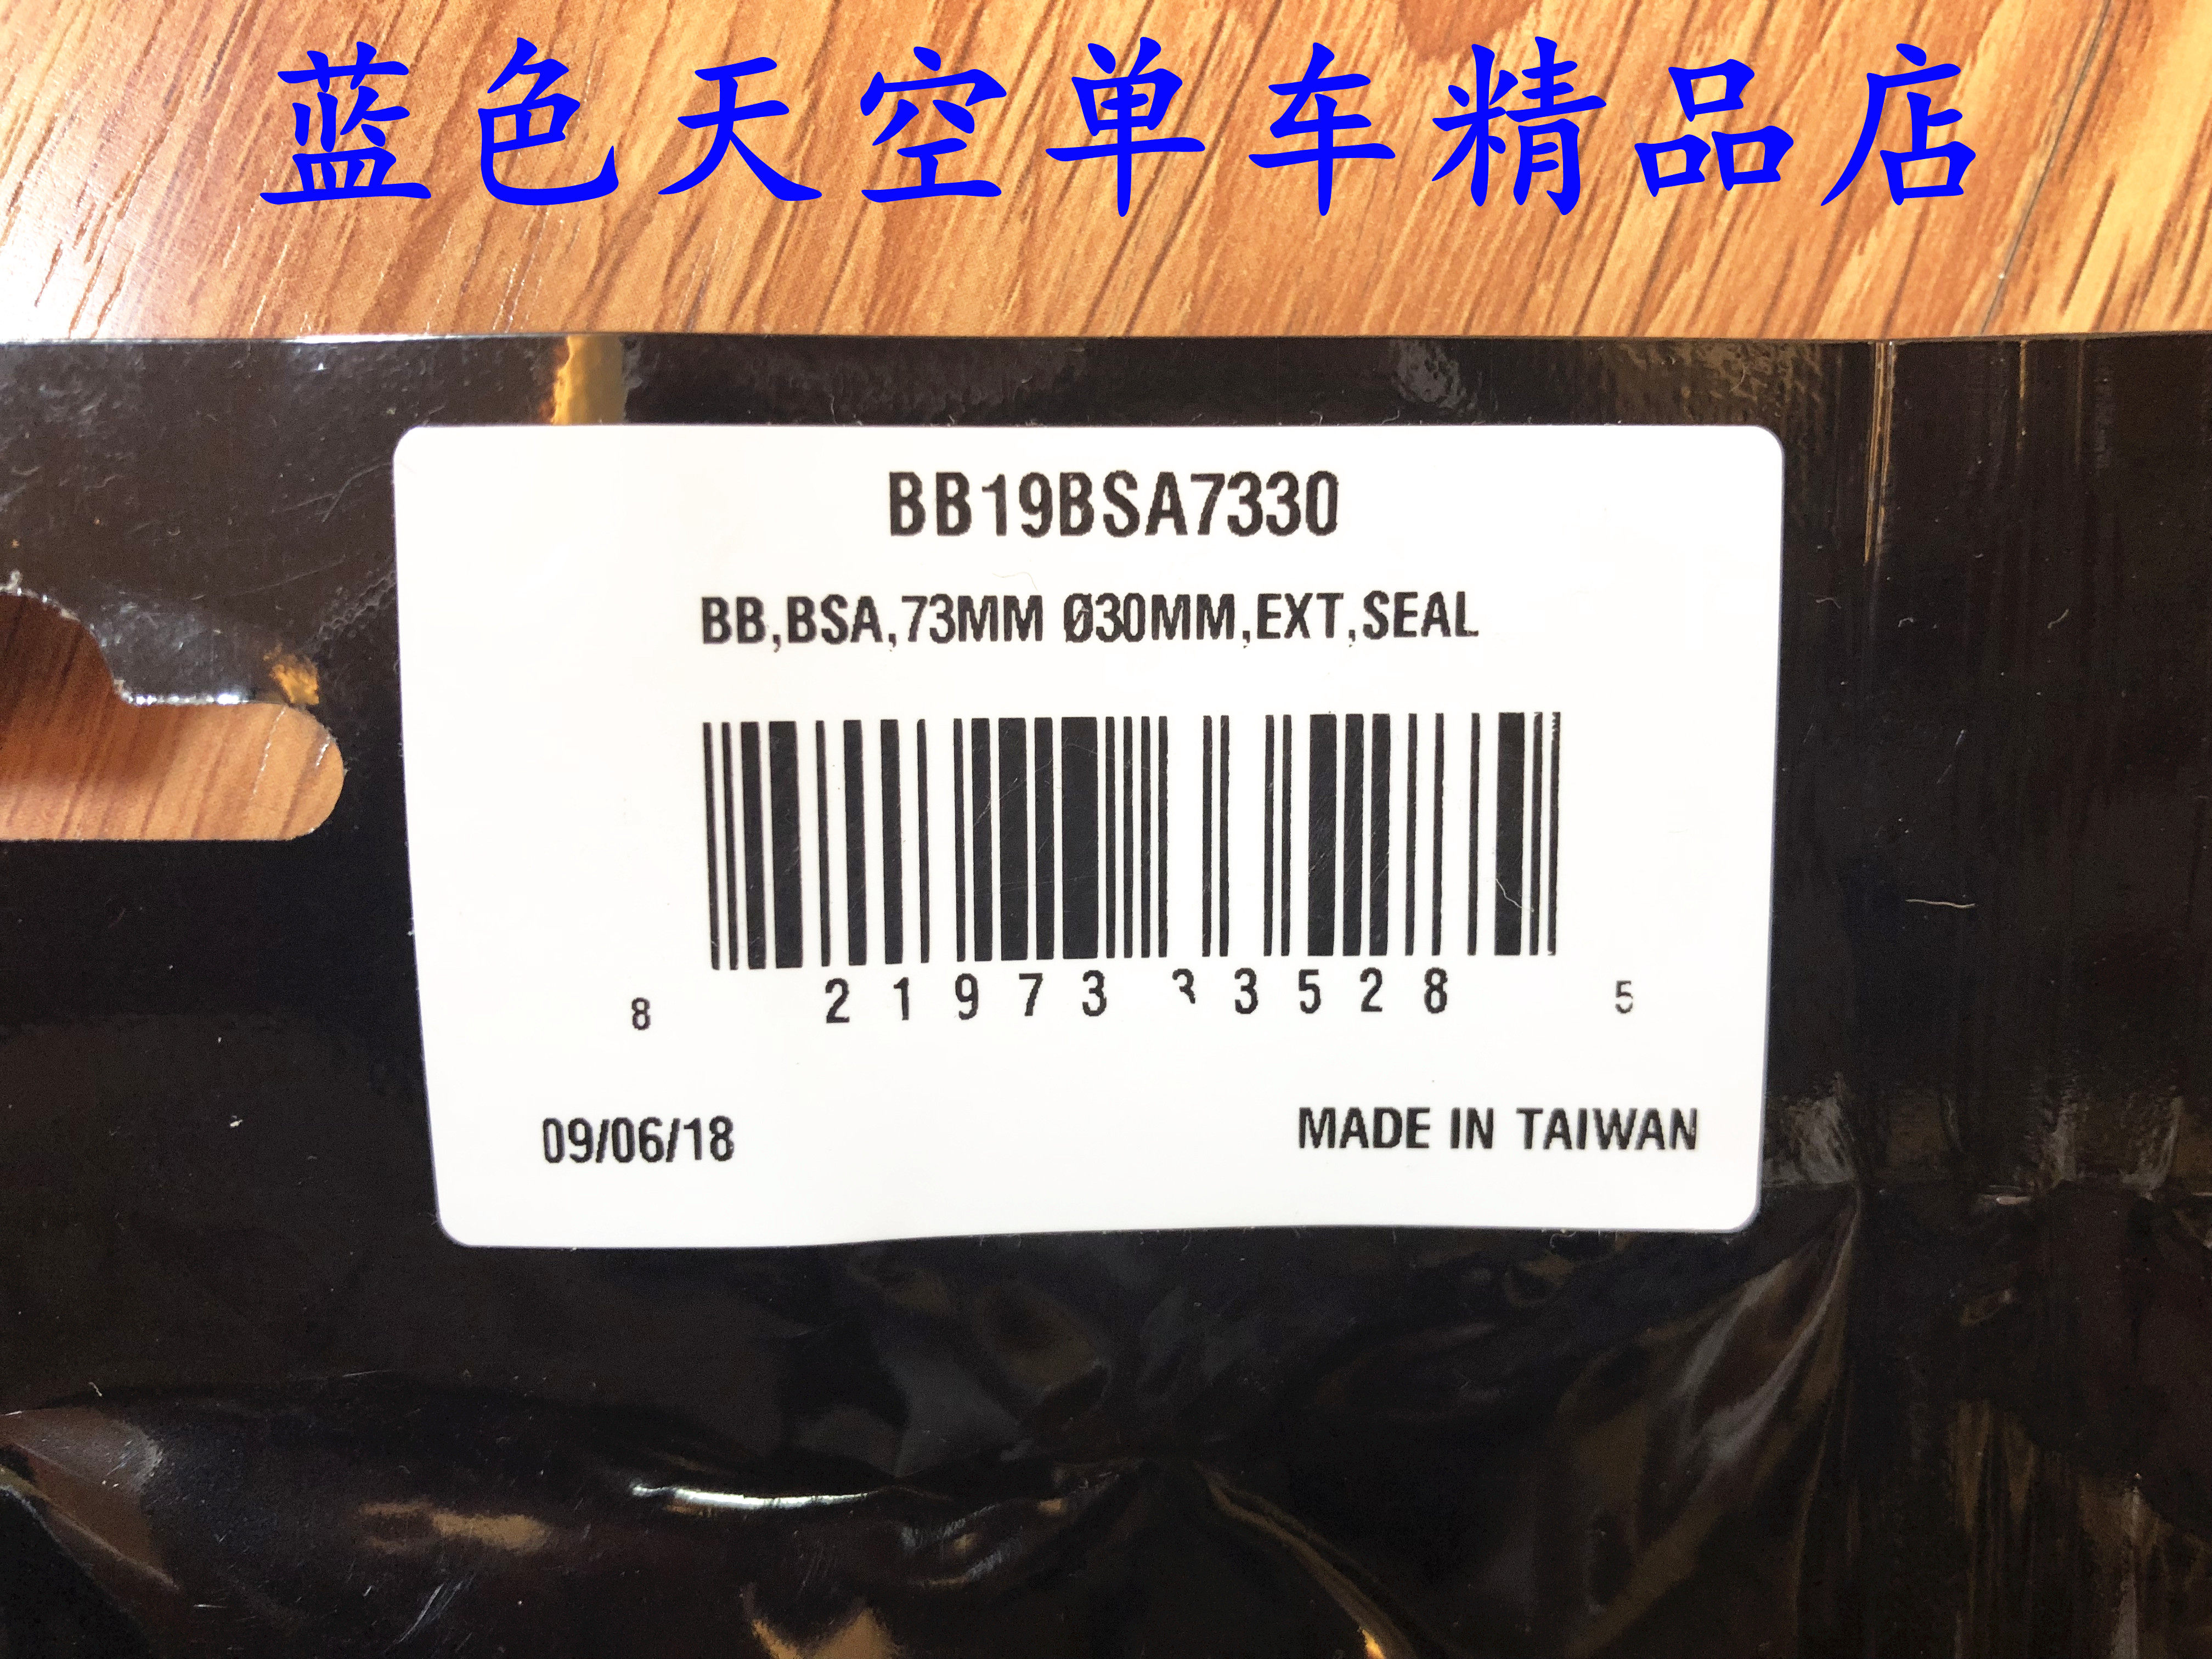 蓝色天空单车精品店
BB19BSA7330
BB,BSA,73MM Ø30MM,EXT,SEAL
8 21973 33528 5
09/06/18 MADE IN TAIWAN